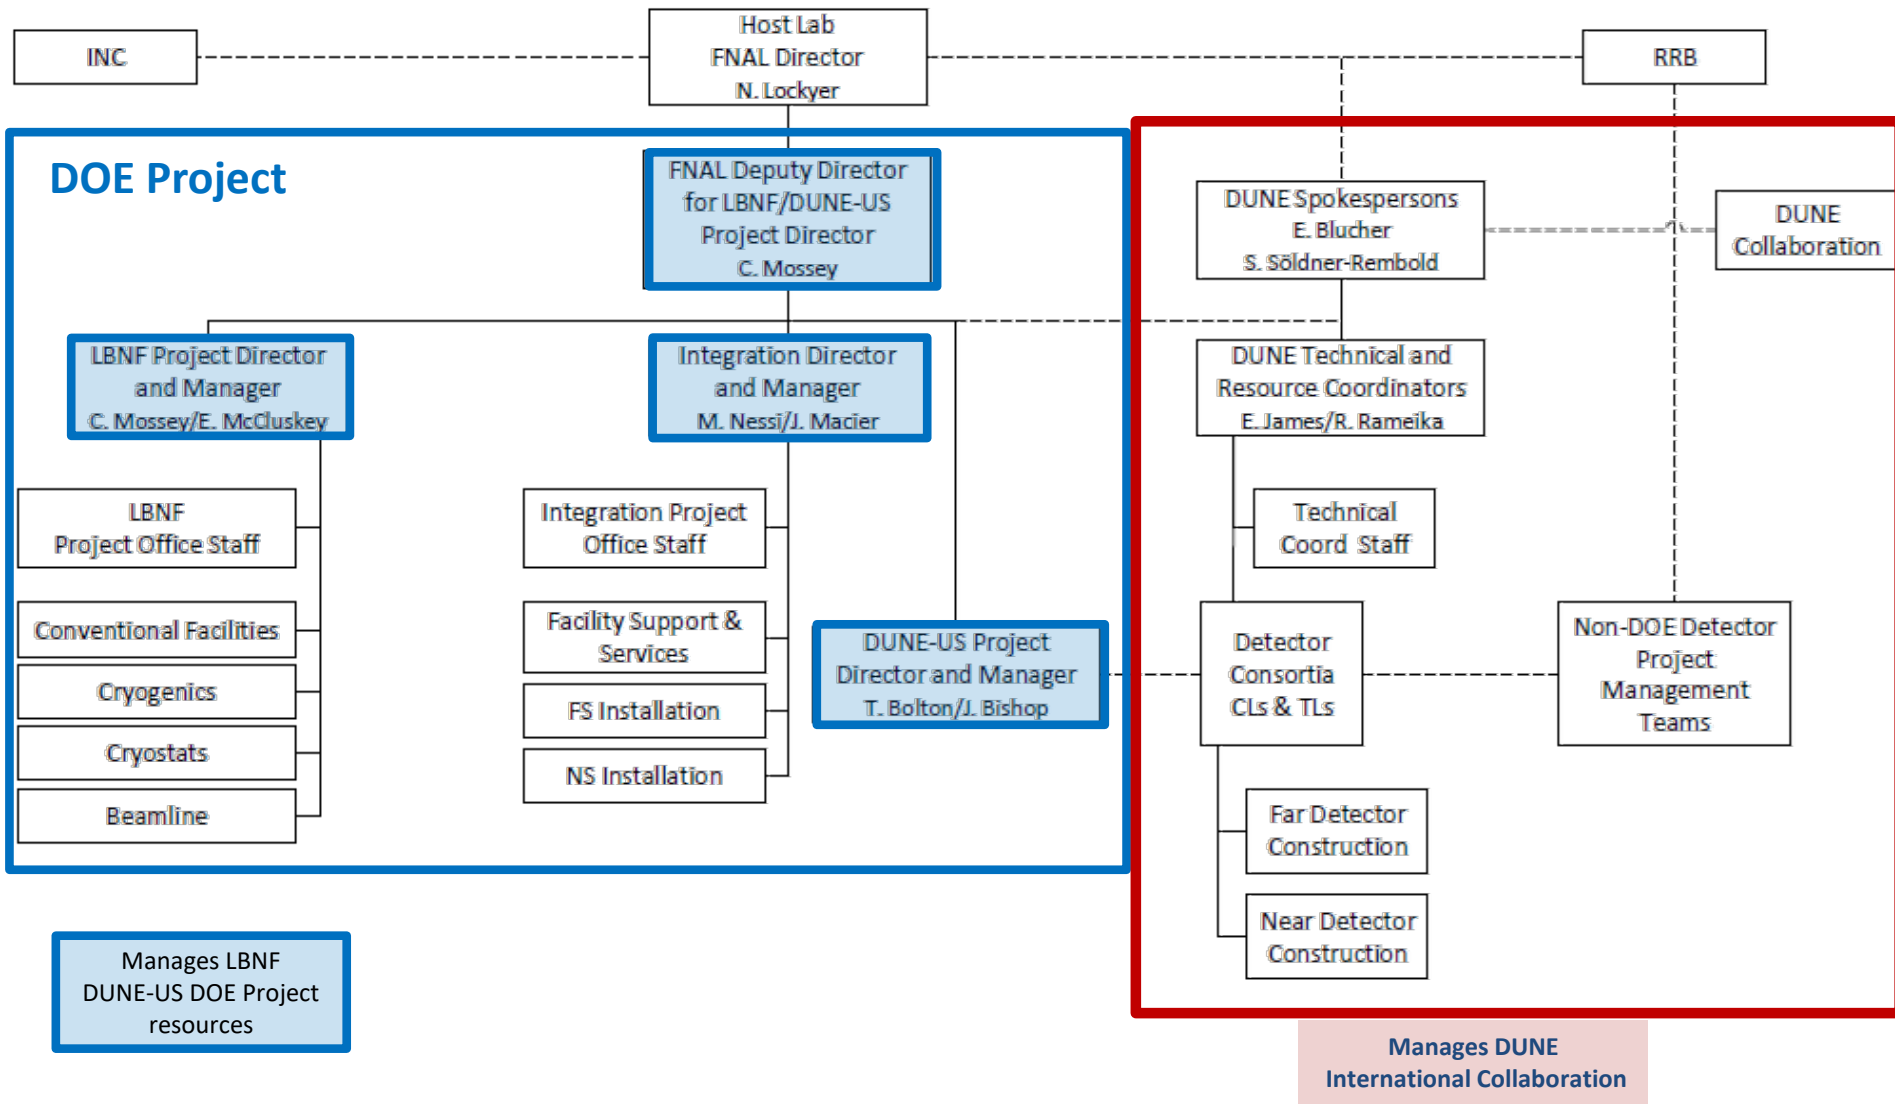 INC
Host Lab
FNAL Director
N. Lockyer
RRB
DOE Project
FNAL Deputy Director
for LBNF/DUNE-US
Project Director
C. Mossey
DUNE Spokespersons
E. Blucher
S. Söldner-Rembold
DUNE
Collaboration
LBNF Project Director
and Manager
C. Mossey/E. McCluskey
Integration Director
and Manager
M. Nessi/J. Macier
DUNE Technical and
Resource Coordinators
E. James/R. Rameika
LBNF
Project Office Staff
Integration Project
Office Staff
Technical
Coord Staff
Conventional Facilities
Cryogenics
Cryostats
Beamline
Facility Support &
Services
FS Installation
NS Installation
DUNE-US Project
Director and Manager
T. Bolton/J. Bishop
Detector
Consortia
CLs & TLs
Non-DOE Detector
Project
Management
Teams
Far Detector
Construction
Near Detector
Construction
Manages LBNF
DUNE-US DOE Project
resources
Manages DUNE
International Collaboration